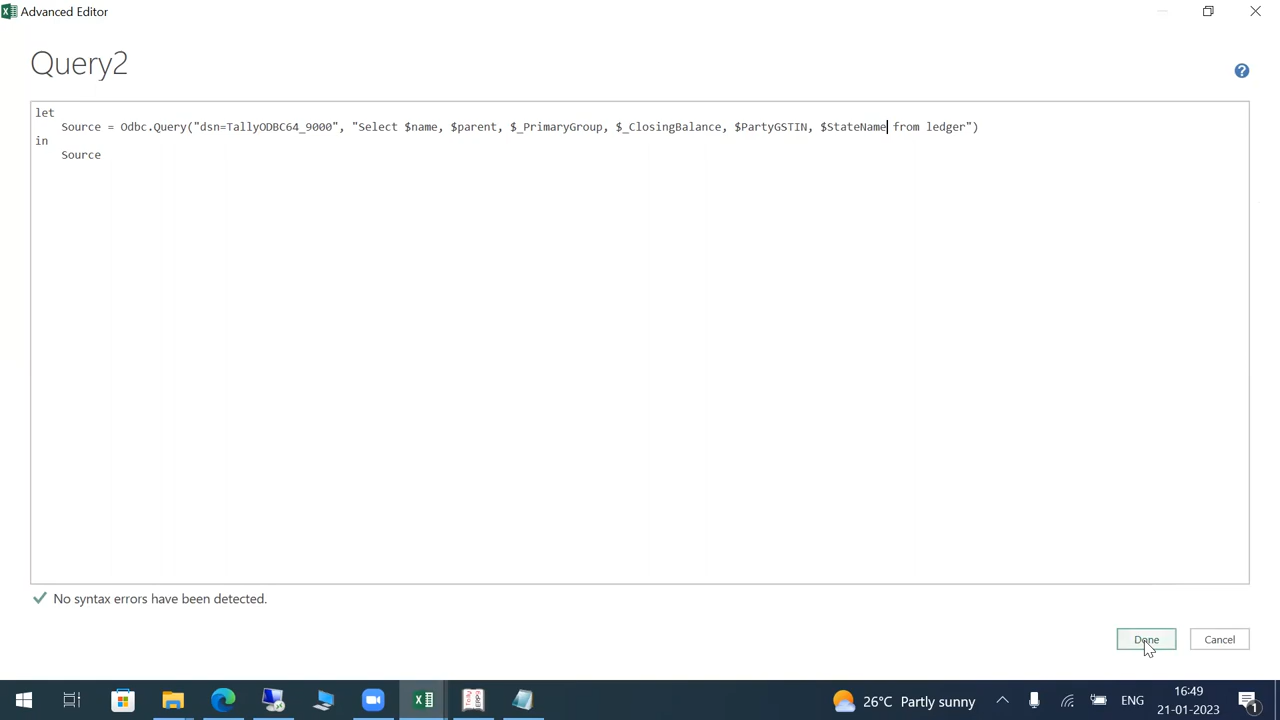 Advanced Editor
Query2
let
Source = Odbc.Query("dsn=TallyODBC64_9000", "Select $name, $parent, $_PrimaryGroup, $_ClosingBalance, $PartyGSTIN, $StateName from ledger")
in
Source
No syntax errors have been detected.
Done
Cancel
26°C Partly sunny
ENG
16:49
21-01-2023
1